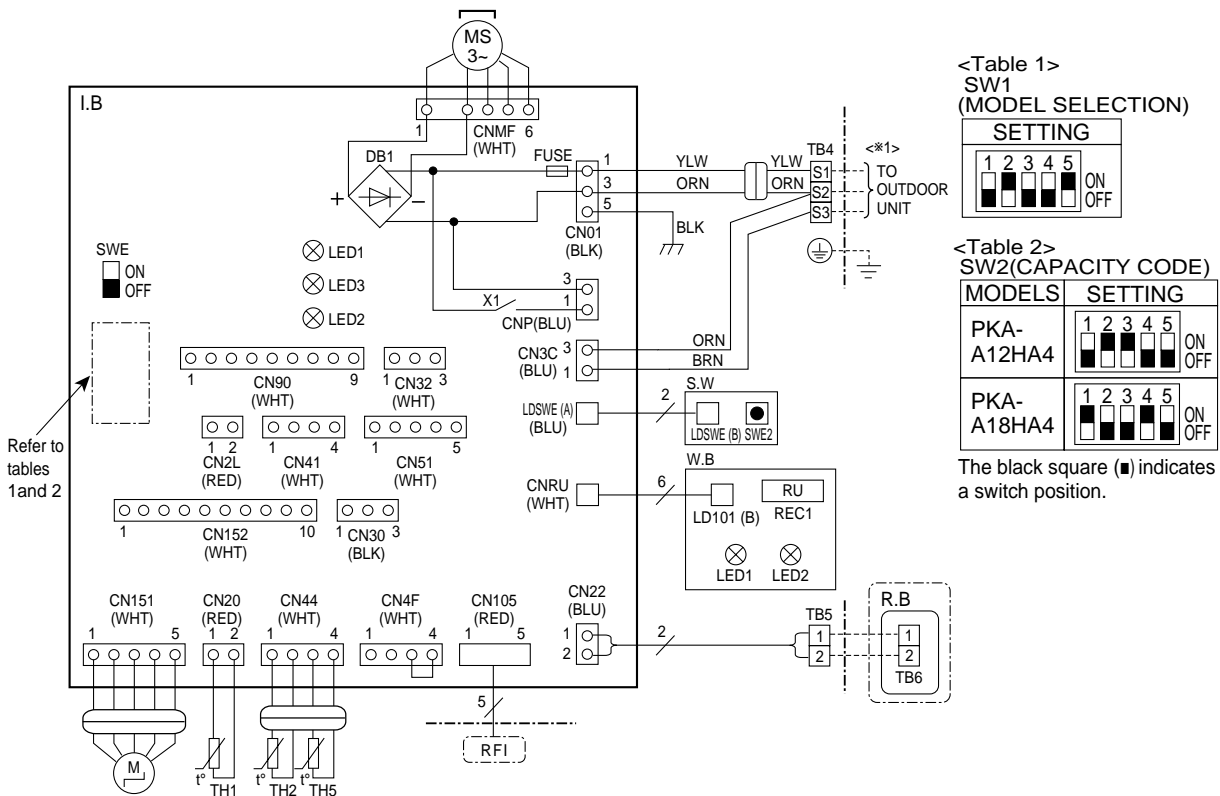 MS
3~
I.B
1 CNMF 6
(WHT)
DB1
FUSE
+ −
1
3
5
CN01
(BLK)
YLW YLW
ORN ORN
BLK
TB4
S1
S2
S3
<※1>
TO
OUTDOOR
UNIT
SWE
ON
OFF
LED1
LED3
LED2
X1
3
1
CNP(BLU)
CN3C
(BLU)
3
1
ORN
BRN
1 9
CN90
(WHT)
1 3
CN32
(WHT)
LDSWE (A)
(BLU)
2
S.W
LDSWE (B) SWE2
Refer to
tables
1and 2
1 2
CN2L
(RED)
1 4
CN41
(WHT)
1 5
CN51
(WHT)
CNRU
(WHT)
6
W.B
RU
LD101 (B)
REC1
LED1 LED2
1 10
CN152
(WHT)
1 3
CN30
(BLK)
CN151
(WHT)
1 5
CN20
(RED)
1 2
CN44
(WHT)
1 4
CN4F
(WHT)
1 4
CN105
(RED)
1 5
CN22
(BLU)
1
2
2
TB5
1
2
R.B
1
2
TB6
5
RFI
M
t° TH1
t° TH2
t° TH5
<Table 1>
SW1
(MODEL SELECTION)
SETTING
1 2 3 4 5
ON
OFF
<Table 2>
SW2(CAPACITY CODE)
MODELS SETTING
PKA-
A12HA4
1 2 3 4 5
ON
OFF
PKA-
A18HA4
1 2 3 4 5
ON
OFF
The black square (■) indicates
a switch position.